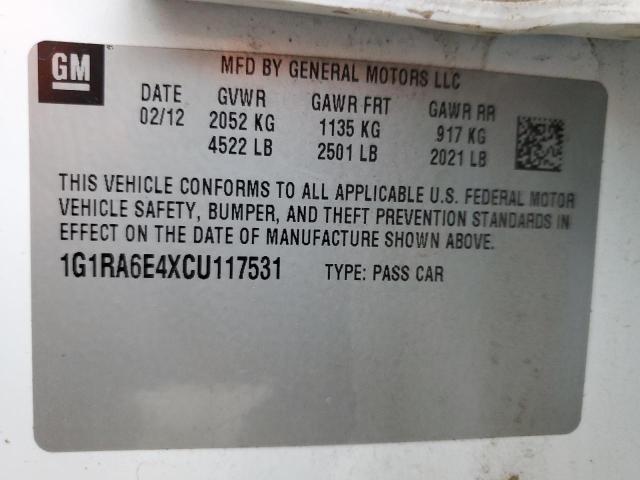 GM
MFD BY GENERAL MOTORS LLC
DATE GVWR GAWR FRT GAWR RR
02/12 2052 KG 1135 KG 917 KG
4522 LB 2501 LB 2021 LB
THIS VEHICLE CONFORMS TO ALL APPLICABLE U.S. FEDERAL MOTOR
VEHICLE SAFETY, BUMPER, AND THEFT PREVENTION STANDARDS IN
EFFECT ON THE DATE OF MANUFACTURE SHOWN ABOVE.
1G1RA6E4XCU117531 TYPE: PASS CAR